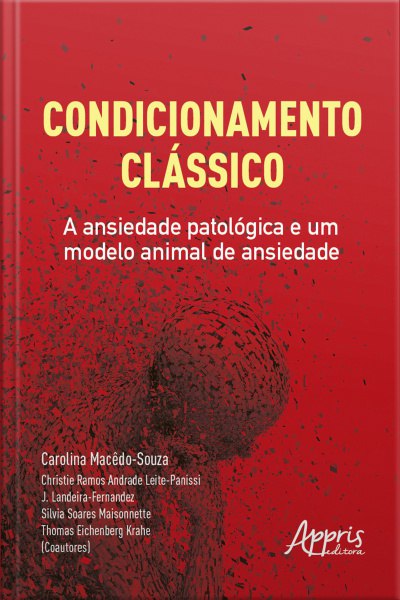 CONDICIONAMENTO
CLÁSSICO
A ansiedade patológica e um
modelo animal de ansiedade
Carolina Macêdo-Souza
Christie Ramos Andrade Leite-Panissi
J. Landeira-Fernandez
Silvia Soares Maisonnette
Thomas Eichenberg Krahe
(Coautores)
Appris
editora